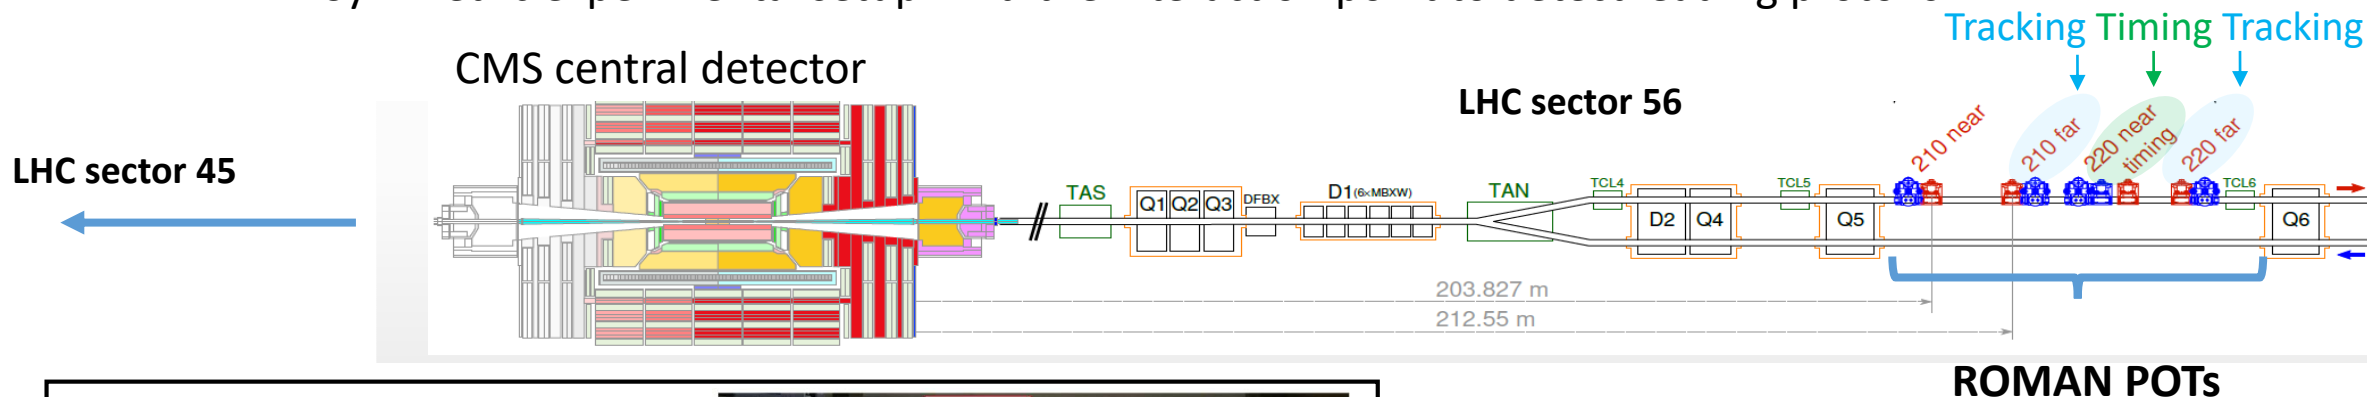 Tracking Timing Tracking
CMS central detector
LHC sector 56
LHC sector 45
210 near
210 far
220 near
timing
220 far
TAS
Q1 Q2 Q3
DFBX
D1 (6×MBXW)
TAN
TCL4
D2 Q4
TCL5
Q5
TCL6
Q6
203.827 m
212.55 m
ROMAN POTs